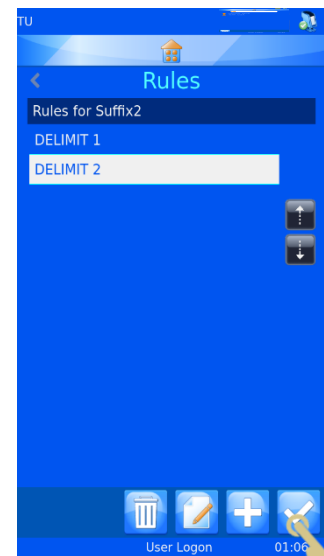 TU
Rules
Rules for Suffix2
DELIMIT 1
DELIMIT 2
User Logon 01:06